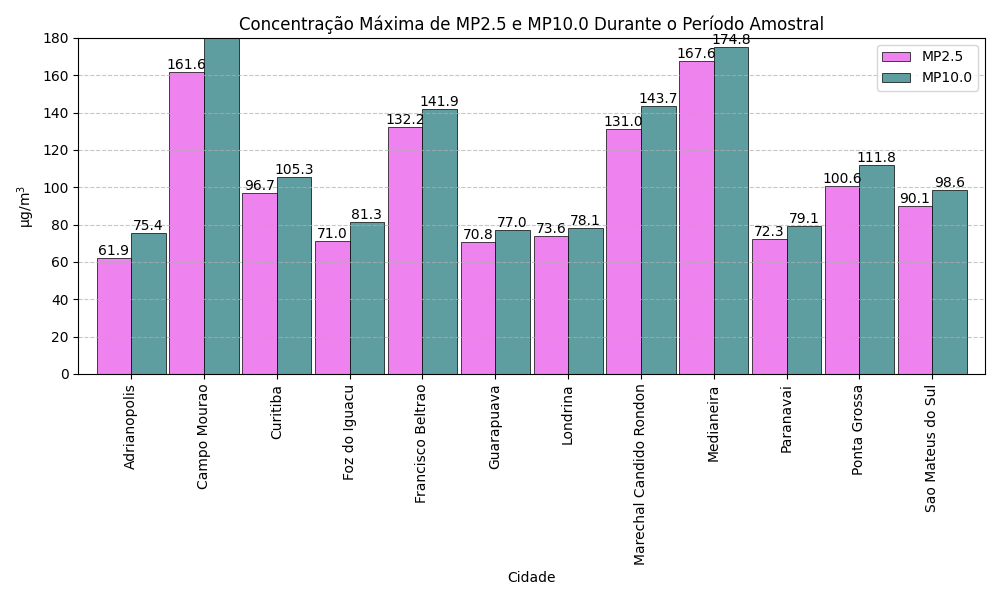 Concentração Máxima de MP2.5 e MP10.0 Durante o Período Amostral
MP2.5
MP10.0
µg/m³
180
160
140
120
100
80
60
40
20
0
61.9
75.4
161.6
96.7
105.3
71.0
81.3
132.2
141.9
70.8
77.0
73.6
78.1
131.0
143.7
167.6
174.8
72.3
79.1
100.6
111.8
90.1
98.6
Adrianopolis
Campo Mourao
Curitiba
Foz do Iguacu
Francisco Beltrao
Guarapuava
Londrina
Marechal Candido Rondon
Medianeira
Paranavai
Ponta Grossa
Sao Mateus do Sul
Cidade